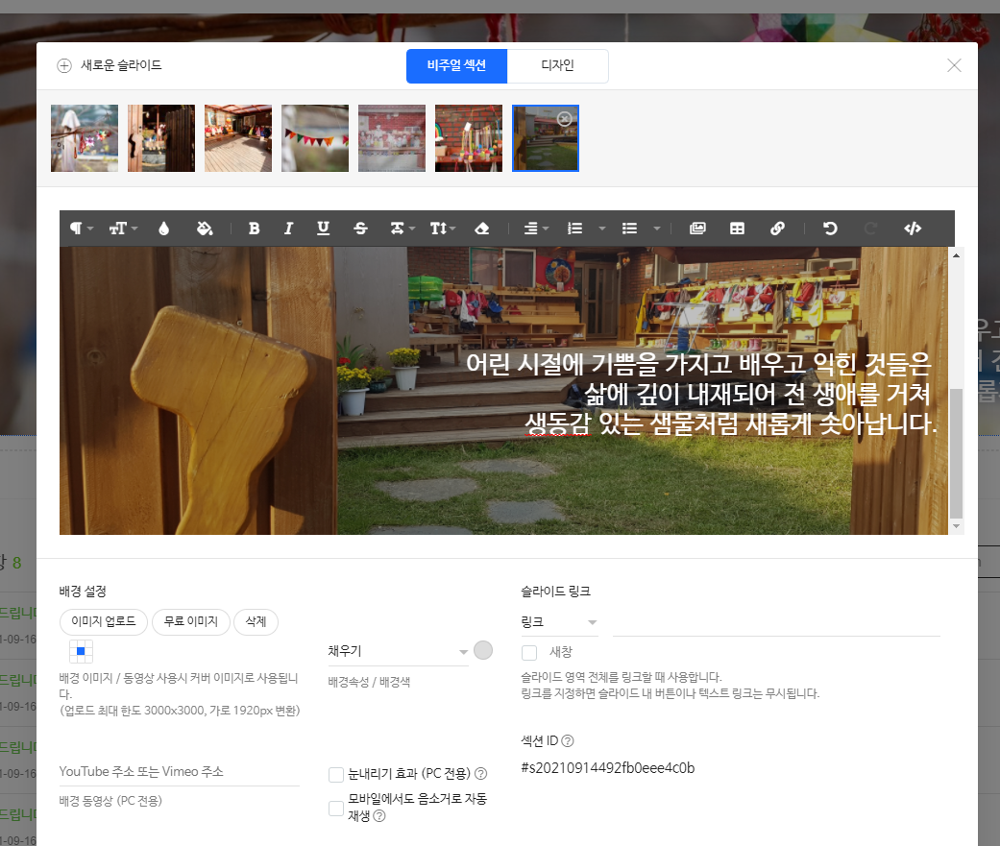 새로운 슬라이드
비주얼 섹션
디자인
어린 시절에 기쁨을 가지고 배우고 익힌 것들은
삶에 깊이 내재되어 전 생애를 거쳐
생동감 있는 샘물처럼 새롭게 솟아납니다.
배경 설정
이미지 업로드
무료 이미지
삭제
채우기
배경속성 / 배경색
배경 이미지 / 동영상 사용시 커버 이미지로 사용됩니
다.
(업로드 최대 한도 3000x3000, 가로 1920px 변환)
YouTube 주소 또는 Vimeo 주소
배경 동영상 (PC 전용)
눈내리기 효과 (PC 전용)
모바일에서도 음소거로 자동
재생
슬라이드 링크
링크
새창
슬라이드 영역 전체를 링크할 때 사용합니다.
링크를 지정하면 슬라이드 내 버튼이나 텍스트 링크는 무시됩니다.
섹션 ID
#s20210914492fb0eee4c0b
8